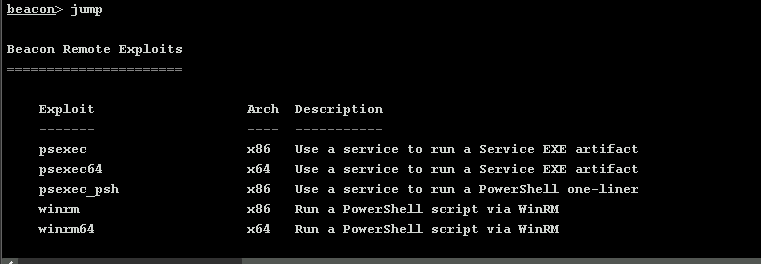 beacon> jump
Beacon Remote Exploits
======================
Exploit Arch Description
------- ---- -----------
psexec x86 Use a service to run a Service EXE artifact
psexec64 x64 Use a service to run a Service EXE artifact
psexec_psh x86 Use a service to run a PowerShell one-liner
winrm x86 Run a PowerShell script via WinRM
winrm64 x64 Run a PowerShell script via WinRM